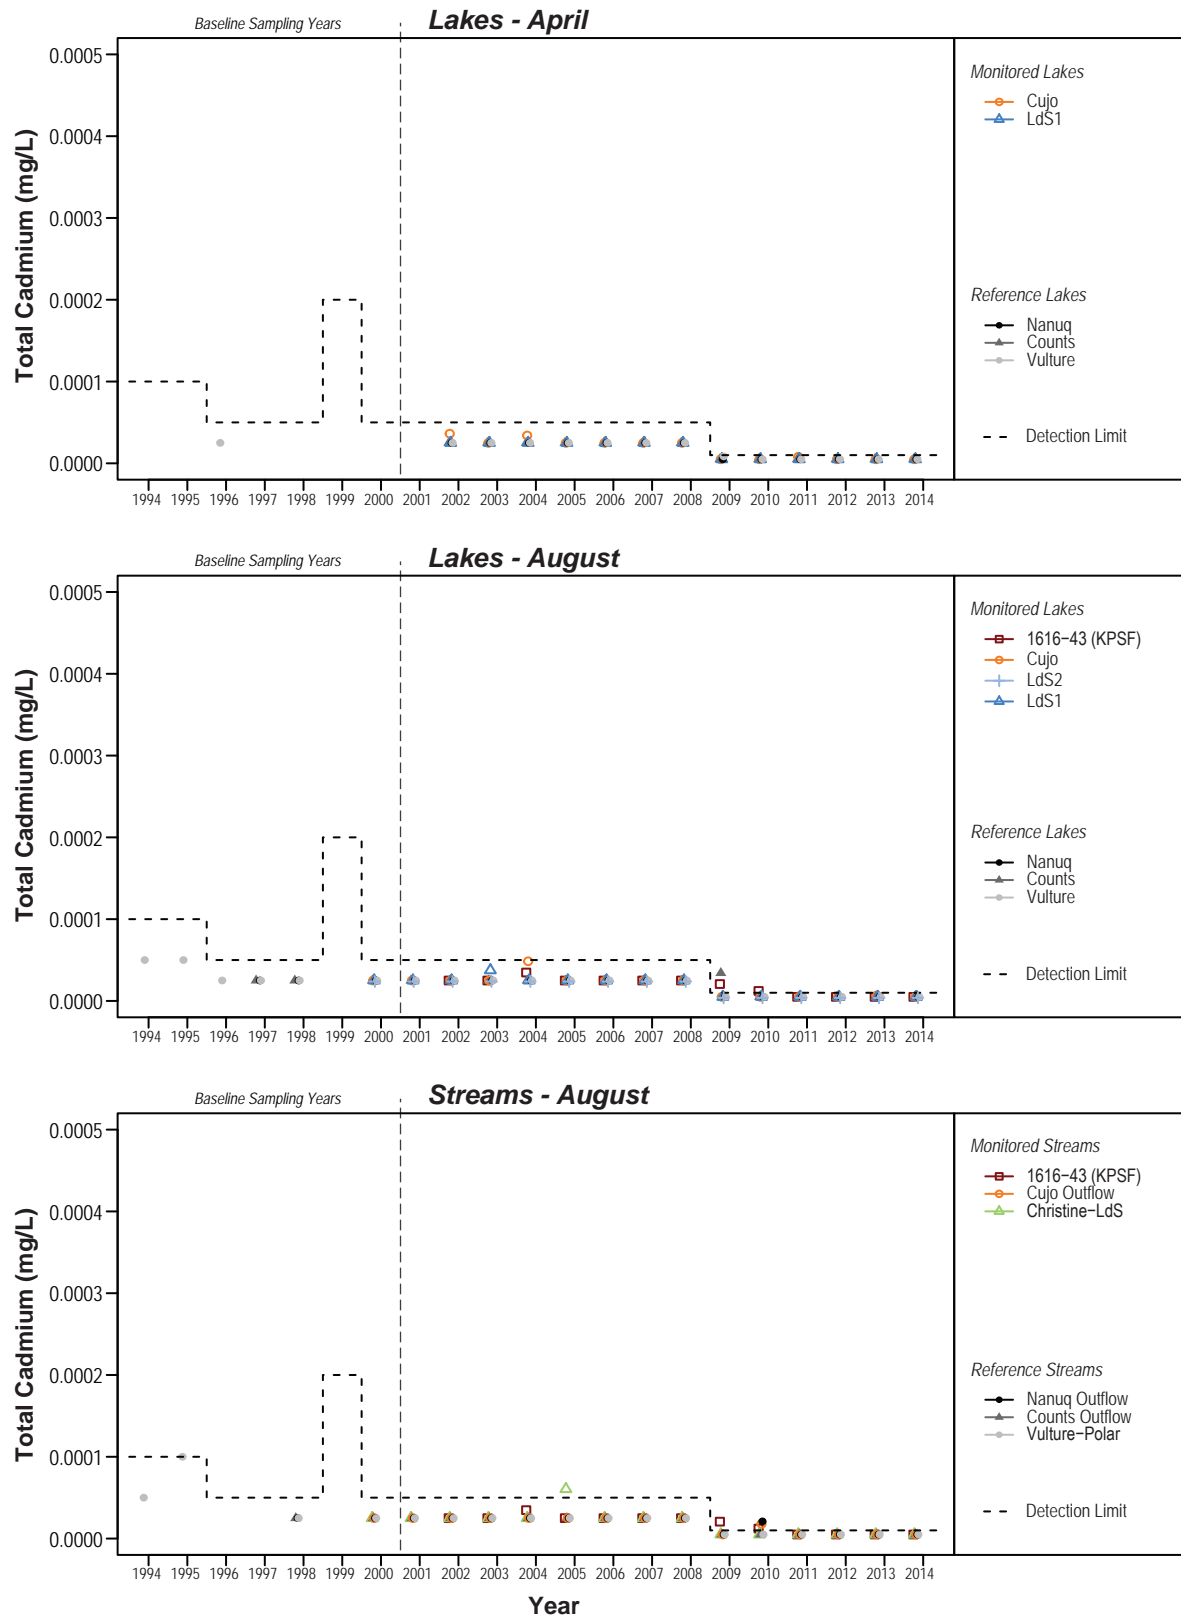 Baseline Sampling Years
Lakes - April
Total Cadmium (mg/L)
0.0005
0.0004
0.0003
0.0002
0.0001
0.0000
1994 1995 1996 1997 1998 1999 2000 2001 2002 2003 2004 2005 2006 2007 2008 2009 2010 2011 2012 2013 2014
Monitored Lakes
Cujo
LdS1
Reference Lakes
Nanuq
Counts
Vulture
Detection Limit
Baseline Sampling Years
Lakes - August
Total Cadmium (mg/L)
0.0005
0.0004
0.0003
0.0002
0.0001
0.0000
1994 1995 1996 1997 1998 1999 2000 2001 2002 2003 2004 2005 2006 2007 2008 2009 2010 2011 2012 2013 2014
Monitored Lakes
1616−43 (KPSF)
Cujo
LdS2
LdS1
Reference Lakes
Nanuq
Counts
Vulture
Detection Limit
Baseline Sampling Years
Streams - August
Total Cadmium (mg/L)
0.0005
0.0004
0.0003
0.0002
0.0001
0.0000
1994 1995 1996 1997 1998 1999 2000 2001 2002 2003 2004 2005 2006 2007 2008 2009 2010 2011 2012 2013 2014
Year
Monitored Streams
1616−43 (KPSF)
Cujo Outflow
Christine−LdS
Reference Streams
Nanuq Outflow
Counts Outflow
Vulture−Polar
Detection Limit